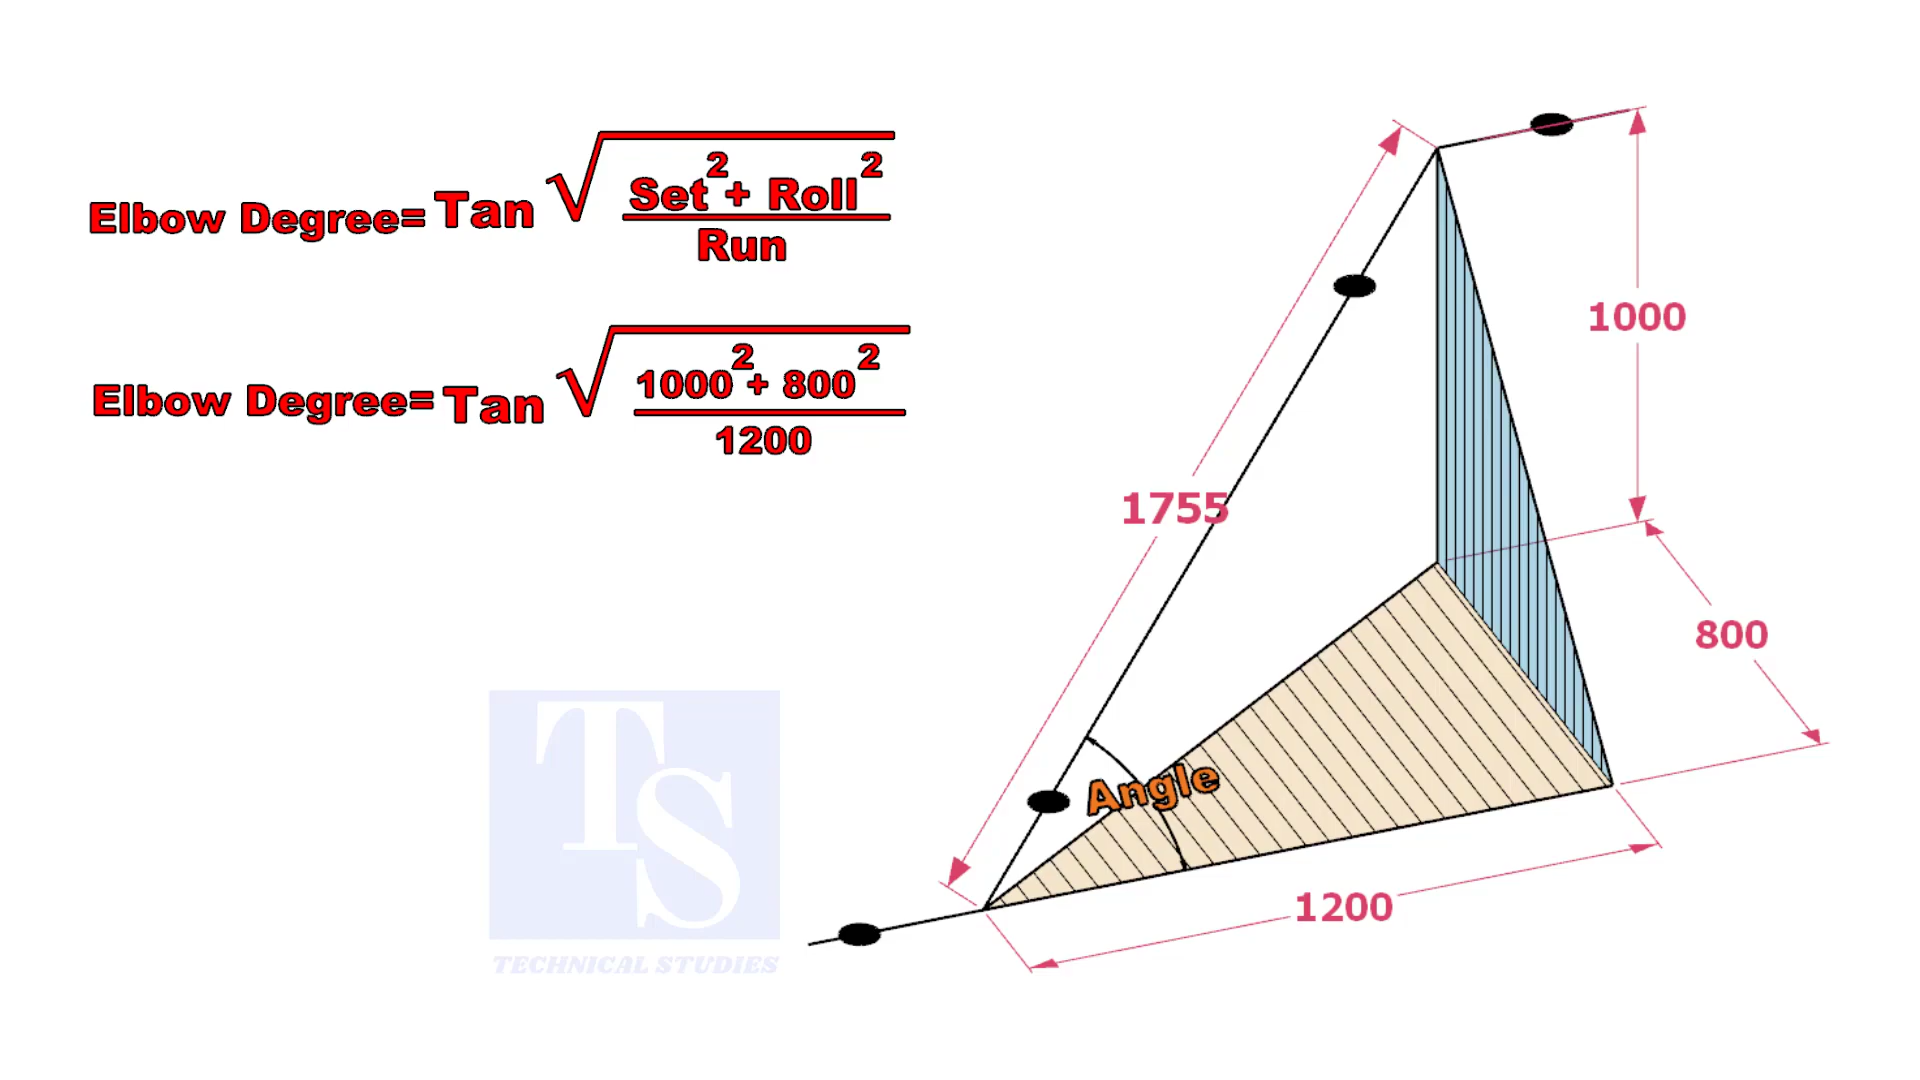 Elbow Degree= Tan √ Set²+ Roll²
Run
Elbow Degree= Tan √ 1000²+ 800²
1200
1000
1755
800
Angle
1200
TS
TECHNICAL STUDIES